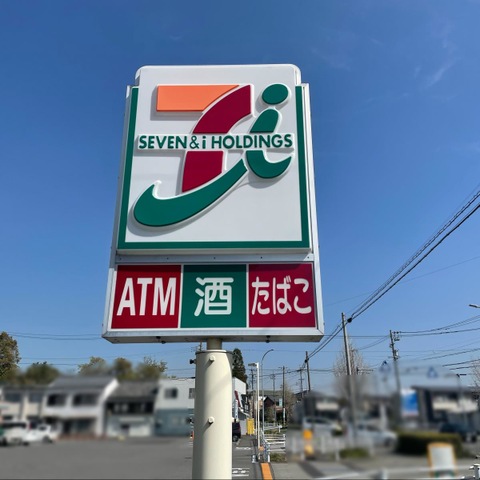 SEVEN & i HOLDINGS
ATM 酒 たばこ